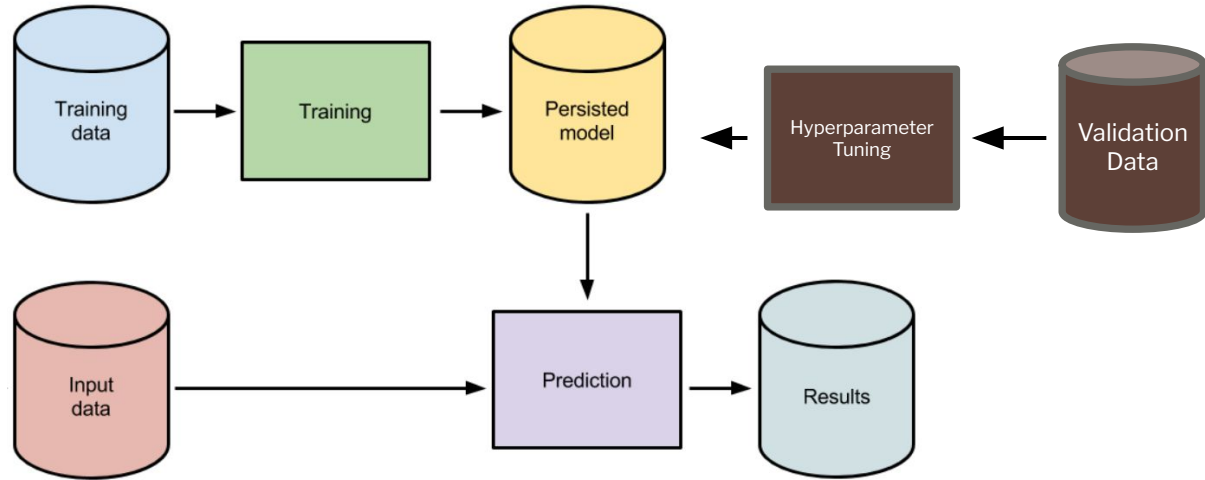 Training
data
Training
Persisted
model
Hyperparameter
Tuning
Validation
Data
Input
data
Prediction
Results